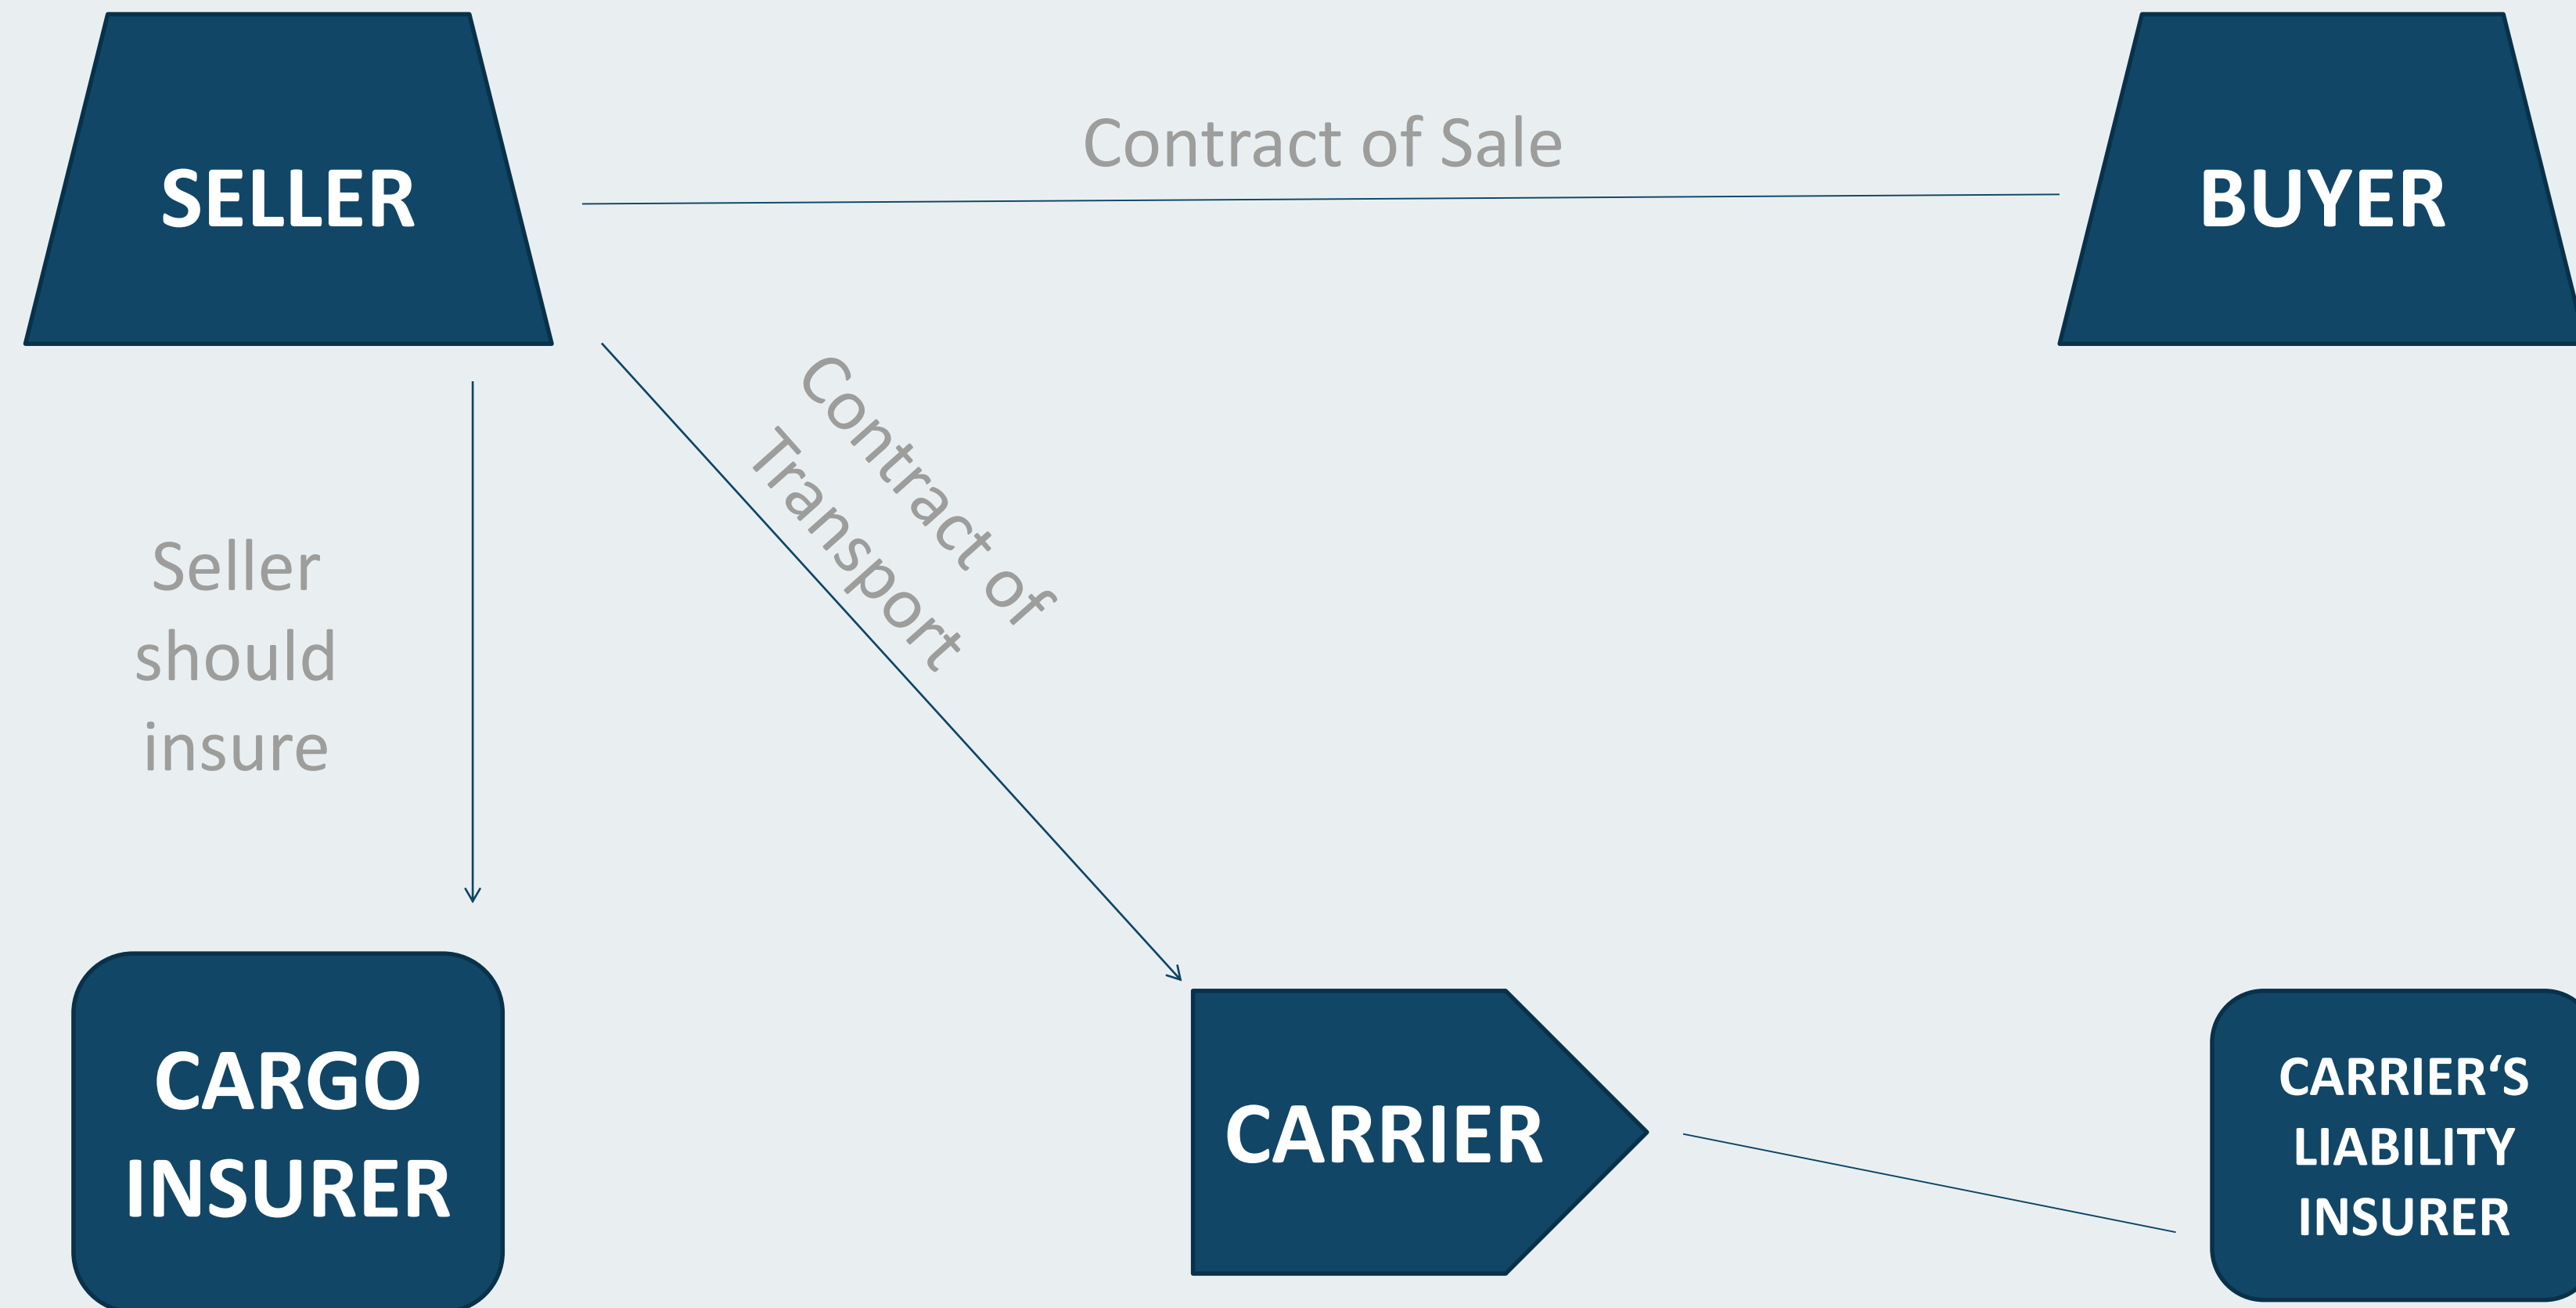 SELLER
Contract of Sale
BUYER
Contract of
Transport
Seller
should
insure
CARGO
INSURER
CARRIER
CARRIER‘S
LIABILITY
INSURER